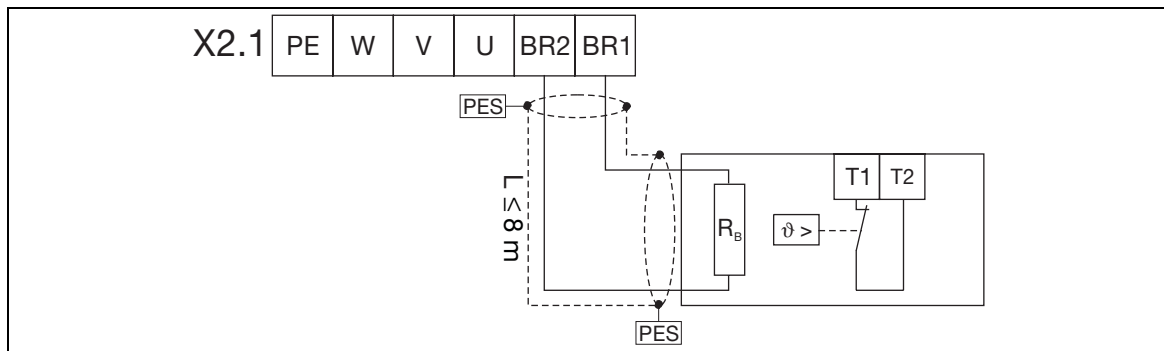 X2.1 PE W V U BR2 BR1
PES
L ≤ 8 m
T1 T2
R_B
ϑ >
PES